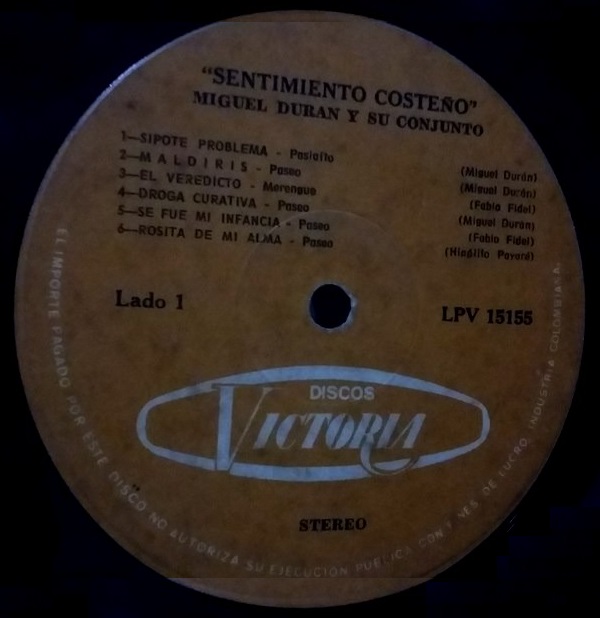 "SENTIMIENTO COSTEÑO"
MIGUEL DURAN Y SU CONJUNTO
1—SIPOTE PROBLEMA - Pasiaíto (Miguel Durán)
2—MALDIRIS - Paseo (Miguel Durán)
3—EL VEREDICTO - Merengue (Fabio Fidel)
4—DROGA CURATIVA - Paseo (Miguel Durán)
5—SE FUE MI INFANCIA - Paseo (Fabio Fidel)
6—ROSITA DE MI ALMA - Paseo
Lado 1
LPV 15155
DISCOS
VICTORIA
STEREO
EL IMPORTE PAGADO POR ESTE DISCO NO AUTORIZA SU EJECUCION PUBLICA CON FINES DE LUCRO. INDUSTRIA COLOMBIANA.